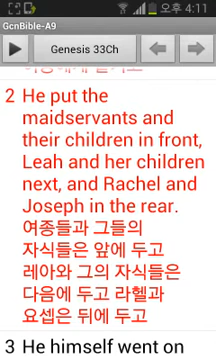 오후 4:11
GcnBible-A9
Genesis 33Ch
2 He put the
maidservants and
their children in front,
Leah and her children
next, and Rachel and
Joseph in the rear.
여종들과 그들의
자식들은 앞에 두고
레아와 그의 자식들은
다음에 두고 라헬과
요셉은 뒤에 두고
3 He himself went on